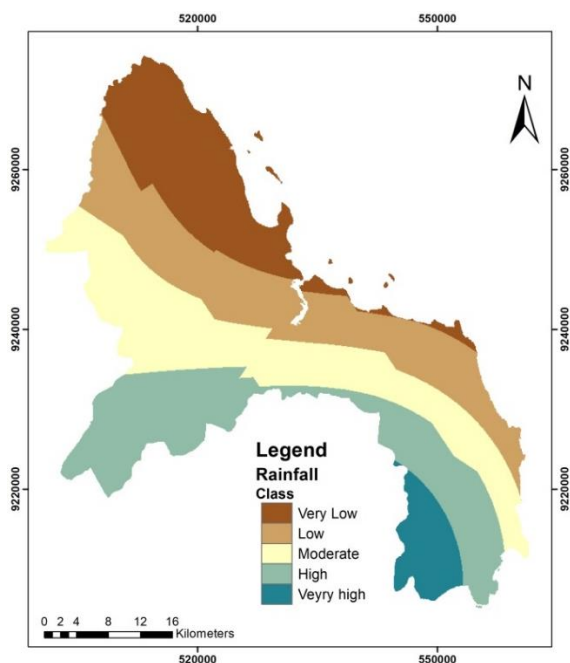 520000 550000
N
9260000 9260000
9240000 9240000
9220000 9220000
Legend
Rainfall
Class
Very Low
Low
Moderate
High
Veyry high
0 2 4 8 12 16
Kilometers
520000 550000